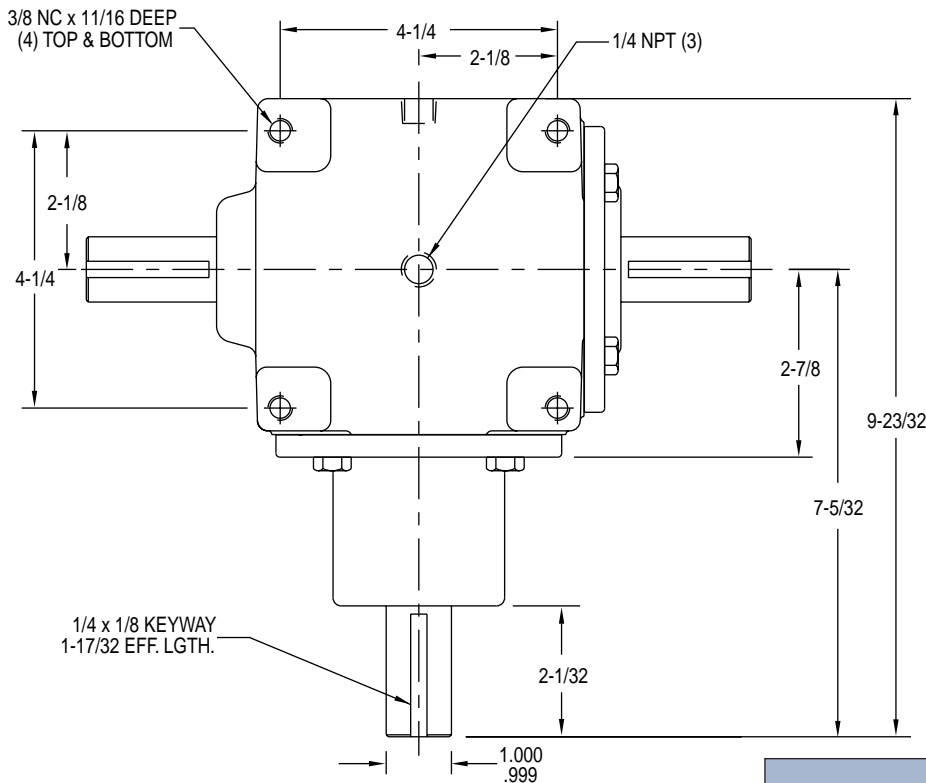 3/8 NC x 11/16 DEEP
(4) TOP & BOTTOM
4-1/4
2-1/8
1/4 NPT (3)
2-1/8
4-1/4
2-7/8
9-23/32
7-5/32
1/4 x 1/8 KEYWAY
1-17/32 EFF. LGTH.
2-1/32
1.000
.999